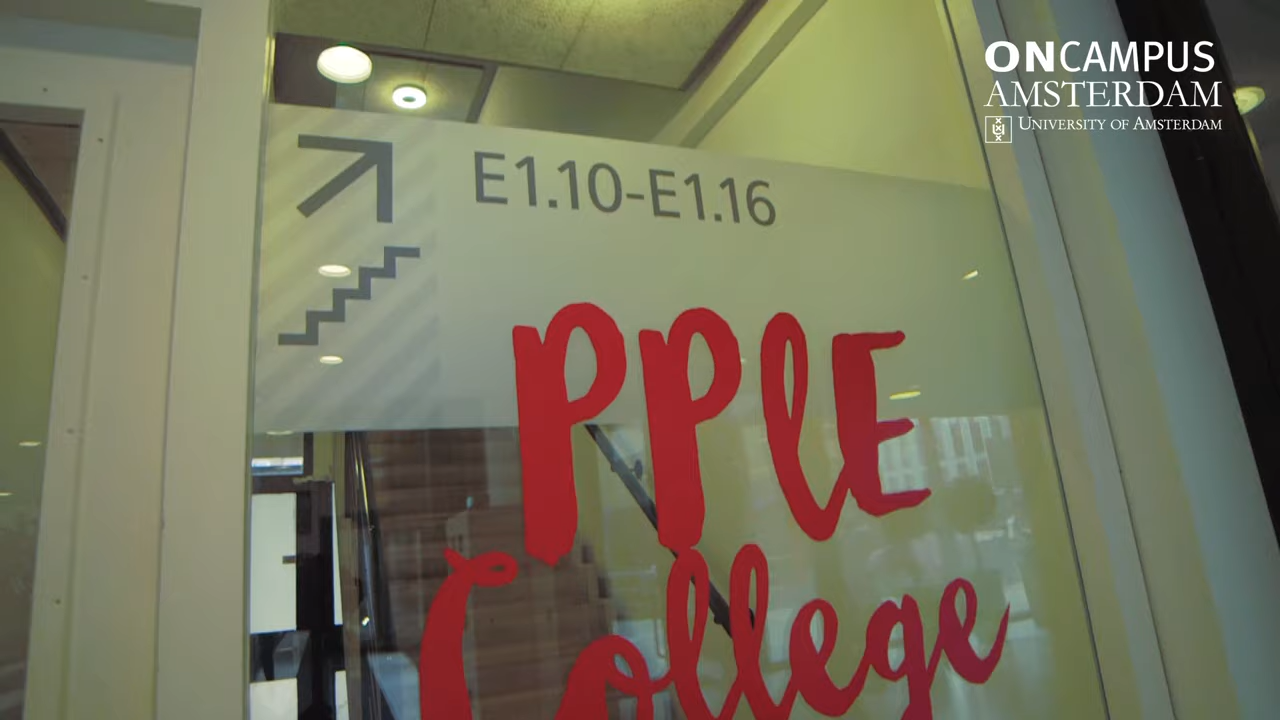 ONCAMPUS
AMSTERDAM
UNIVERSITY OF AMSTERDAM
E1.10-E1.16
PPLE
College